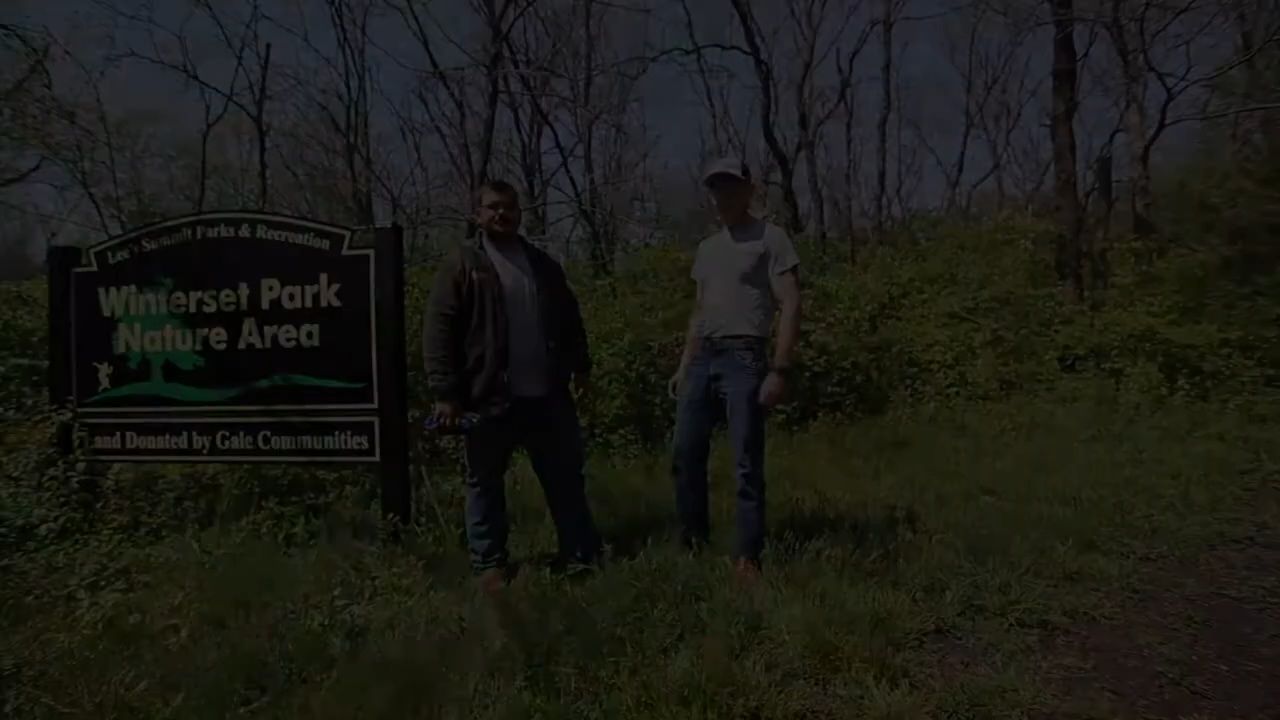 Lee's Summit Parks & Recreation
Winterset Park
Nature Area
Land Donated by Gale Communities